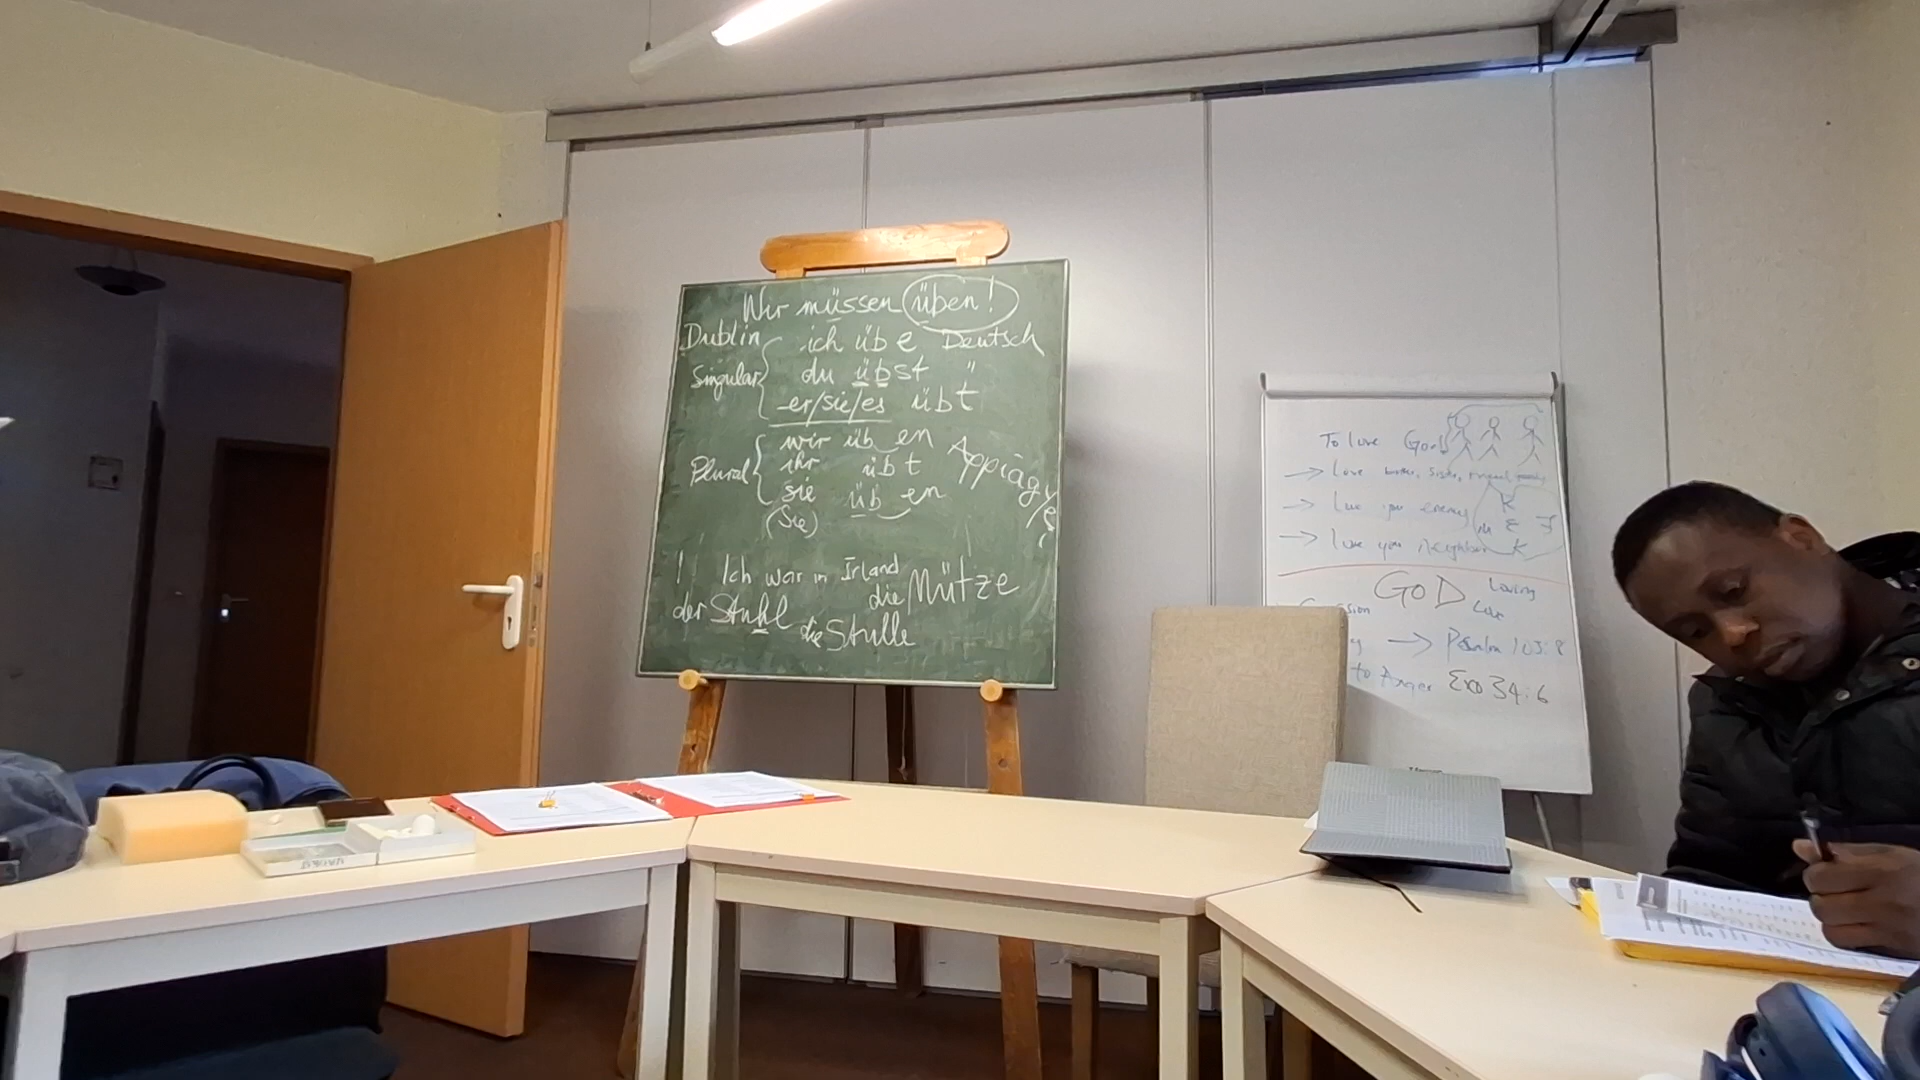 Wir müssen üben!
Dublin
ich übe Deutsch
Singular
du übst "
er/sie/es übt
wir üben
Plural
ihr übt
sie üben
(Sie)
Appiagyei
! Ich war in Irland
die Mütze
der Stuhl
die Stulle
To love God
→ Love
→ Love your enemy
→ Love your neighbour
K
E
K
GOD
Loving
→ Psalm 103:8
to Anger Exo 34:6